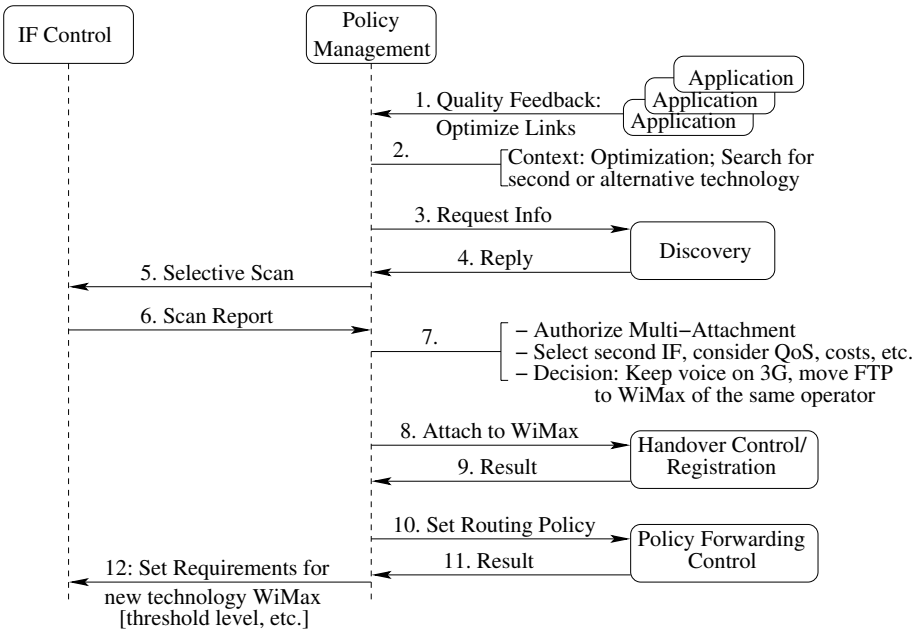 IF Control
Policy
Management
Application
Application
Application
1. Quality Feedback:
Optimize Links
2.
Context: Optimization; Search for
second or alternative technology
3. Request Info
Discovery
4. Reply
5. Selective Scan
6. Scan Report
7.
− Authorize Multi−Attachment
− Select second IF, consider QoS, costs, etc.
− Decision: Keep voice on 3G, move FTP
to WiMax of the same operator
8. Attach to WiMax
Handover Control/
Registration
9. Result
10. Set Routing Policy
Policy Forwarding
Control
11. Result
12: Set Requirements for
new technology WiMax
[threshold level, etc.]